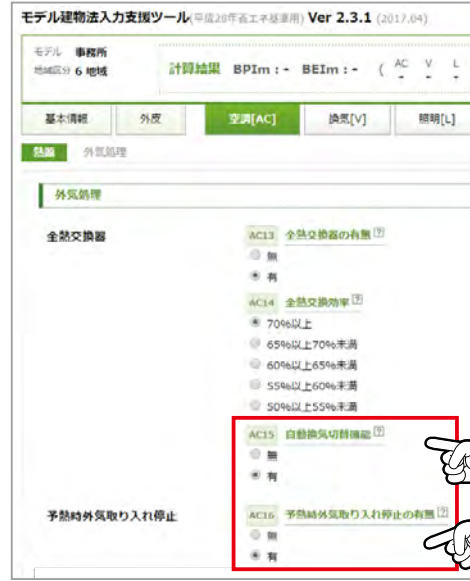 モデル建物法入力支援ツール(平成28年省エネ基準用) Ver 2.3.1 (2017.04)
モデル 事務所
地域区分 6 地域
計算結果 BPIm : - BEIm : - ( AC V L
- - -
基本情報 外皮 空調[AC] 換気[V] 照明[L]
熱源 外気処理
外気処理
全熱交換器 AC13 全熱交換器の有無 ?
無
有
AC14 全熱交換効率 ?
70%以上
65%以上70%未満
60%以上65%未満
55%以上60%未満
50%以上55%未満
AC15 自動換気切替機能 ?
無
有
予熱時外気取り入れ停止 AC16 予熱時外気取り入れ停止の有無 ?
無
有